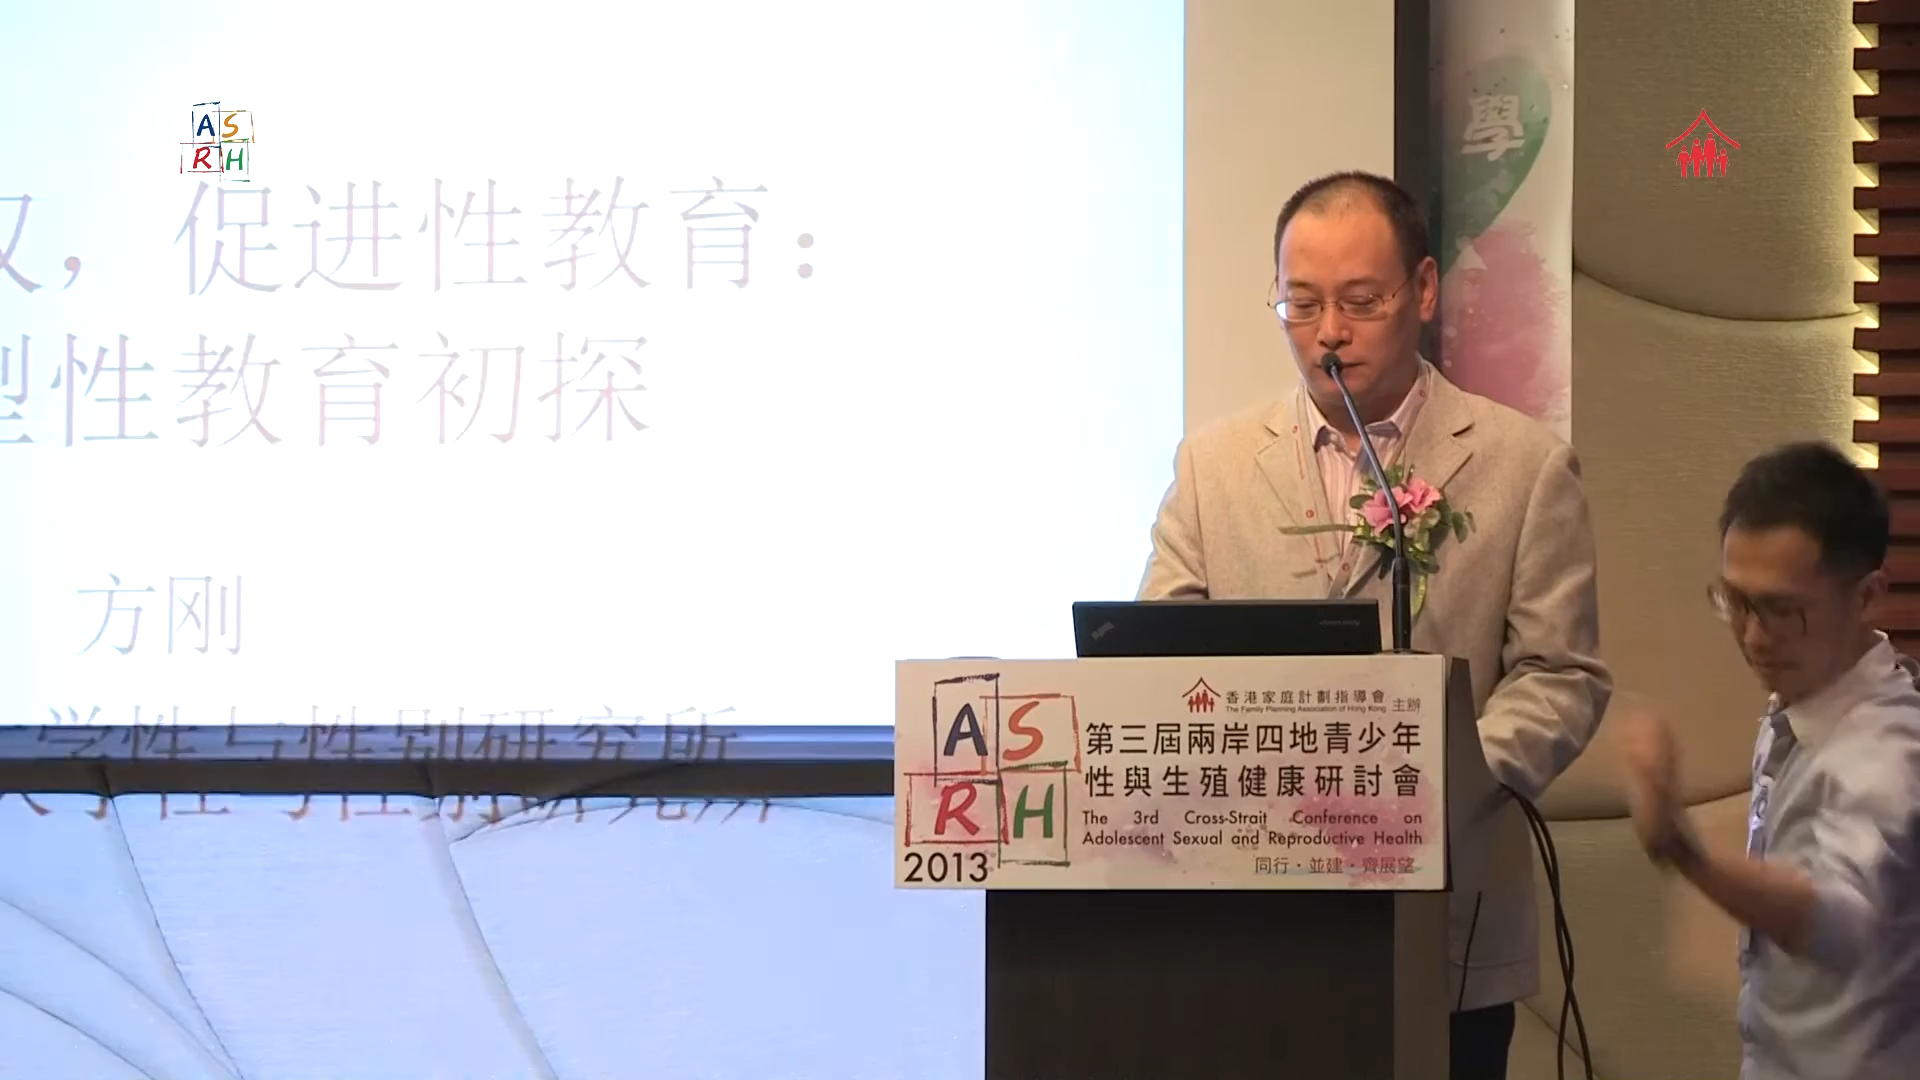 A S
R H
學
，促进性教育：
型性教育初探
方刚
学性与性别研究所
A S
R H
2013
香港家庭計劃指導會 主辦
The Family Planning Association of Hong Kong
第三屆兩岸四地青少年
性與生殖健康研討會
The 3rd Cross-Strait Conference on
Adolescent Sexual and Reproductive Health
同行·並建·齊展望